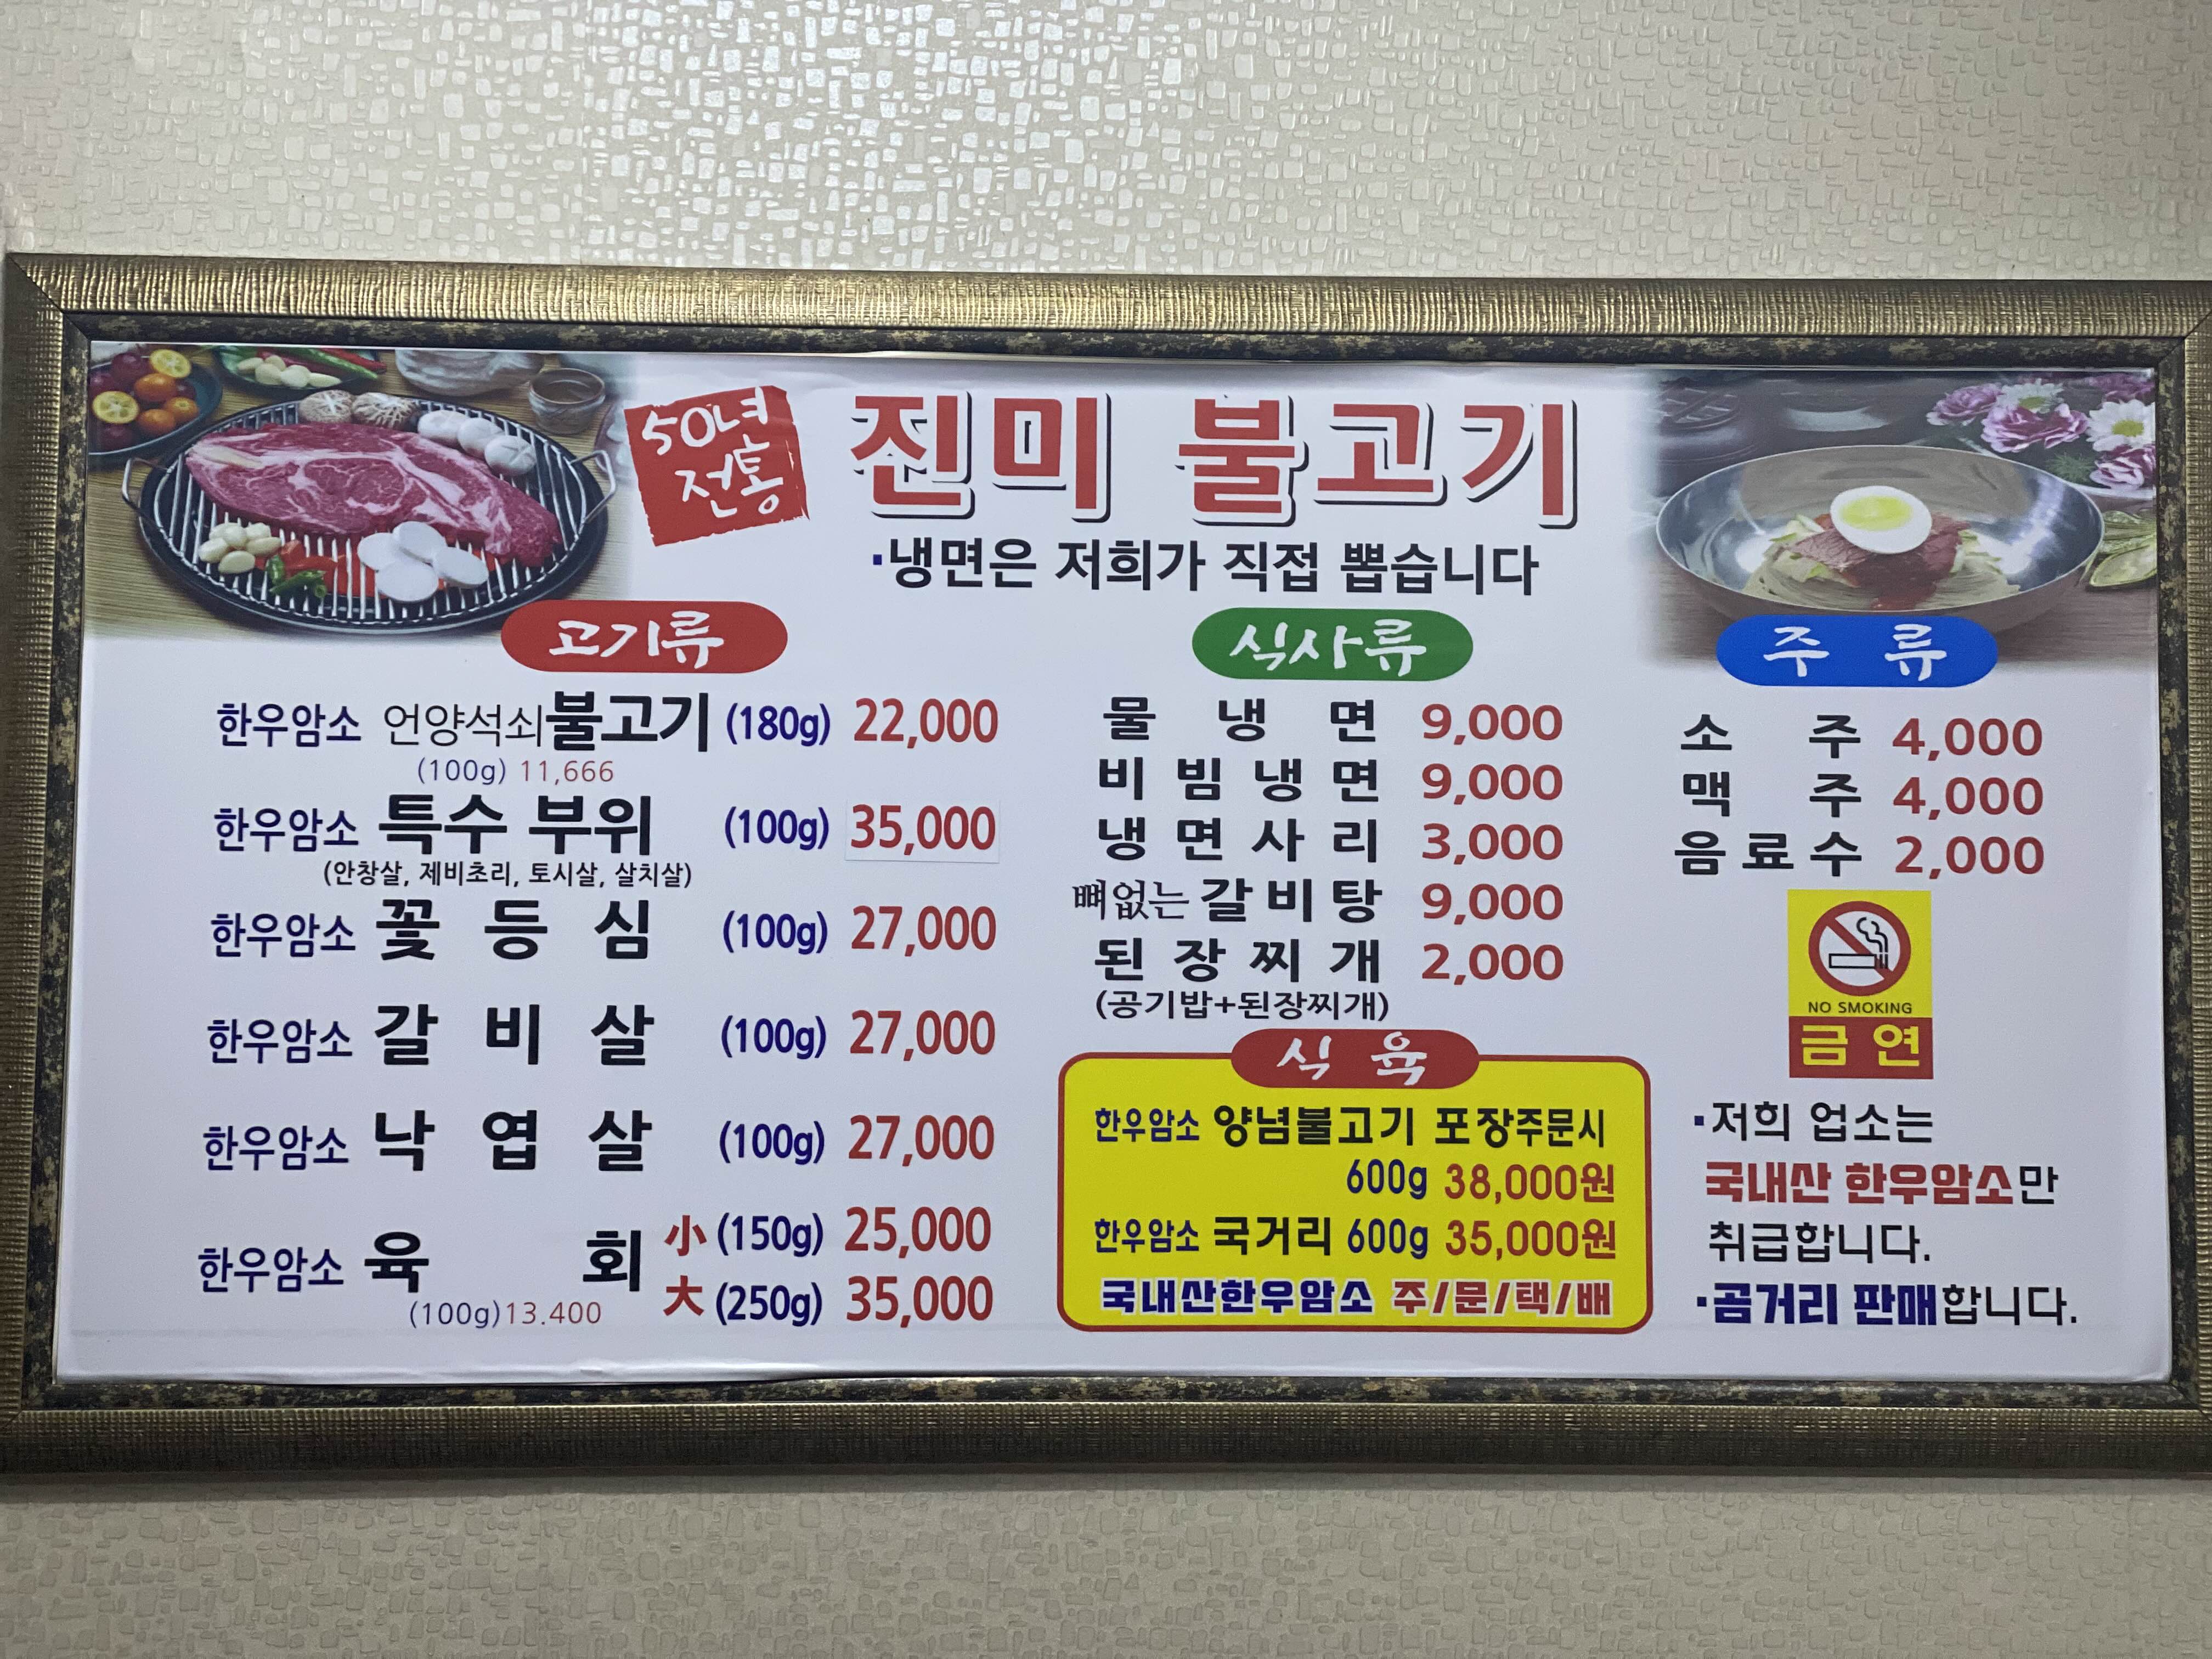 50년
전통
진미 불고기
·냉면은 저희가 직접 뽑습니다
고기류
한우암소 언양석쇠불고기 (180g) 22,000
(100g) 11,666
한우암소 특수 부위 (100g) 35,000
(안창살, 제비초리, 토시살, 살치살)
한우암소 꽃등심 (100g) 27,000
한우암소 갈비살 (100g) 27,000
한우암소 낙엽살 (100g) 27,000
한우암소 육회 小 (150g) 25,000
大 (250g) 35,000
(100g)13.400
식사류
물냉면 9,000
비빔냉면 9,000
냉면사리 3,000
뼈없는 갈비탕 9,000
된장찌개 2,000
(공기밥+된장찌개)
식육
한우암소 양념불고기 포장주문시
600g 38,000원
한우암소 국거리 600g 35,000원
국내산한우암소 주/문/택/배
주류
소주 4,000
맥주 4,000
음료수 2,000
NO SMOKING
금연
·저희 업소는
국내산 한우암소만
취급합니다.
·곰거리 판매합니다.